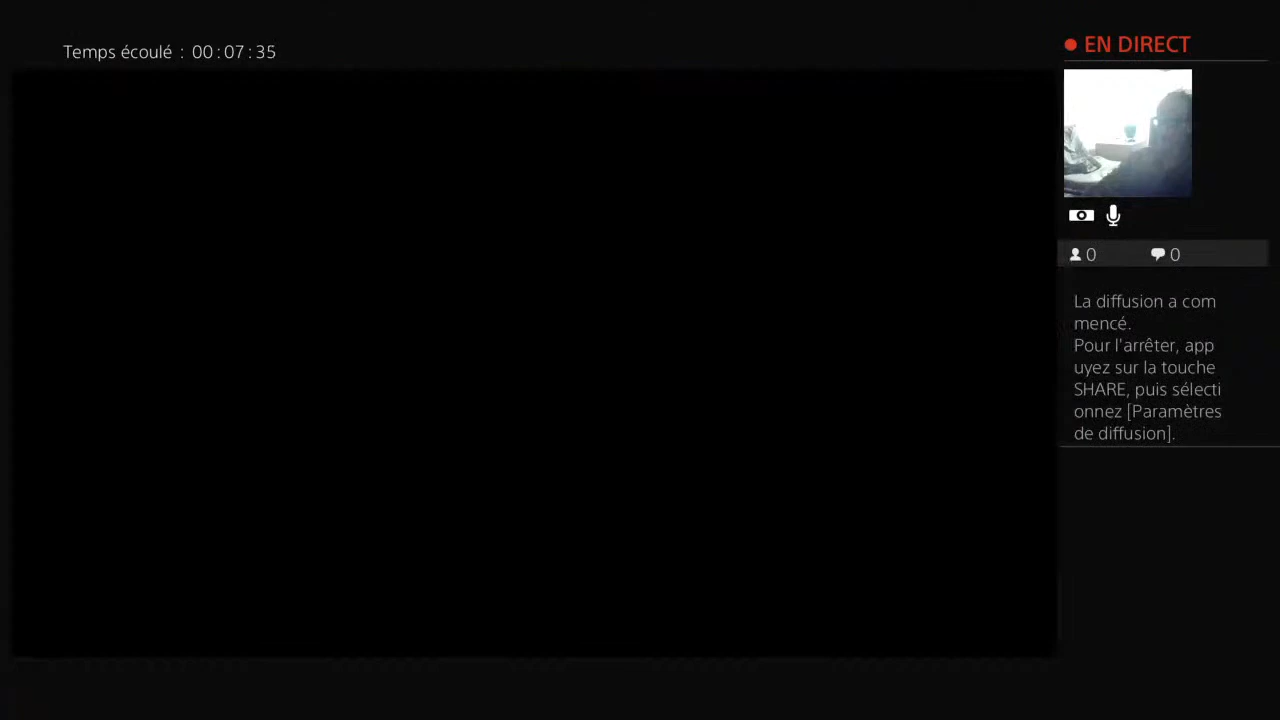 Temps écoulé : 00:07:35
EN DIRECT
0 0
La diffusion a com
mencé.
Pour l'arrêter, app
uyez sur la touche
SHARE, puis sélecti
onnez [Paramètres
de diffusion].